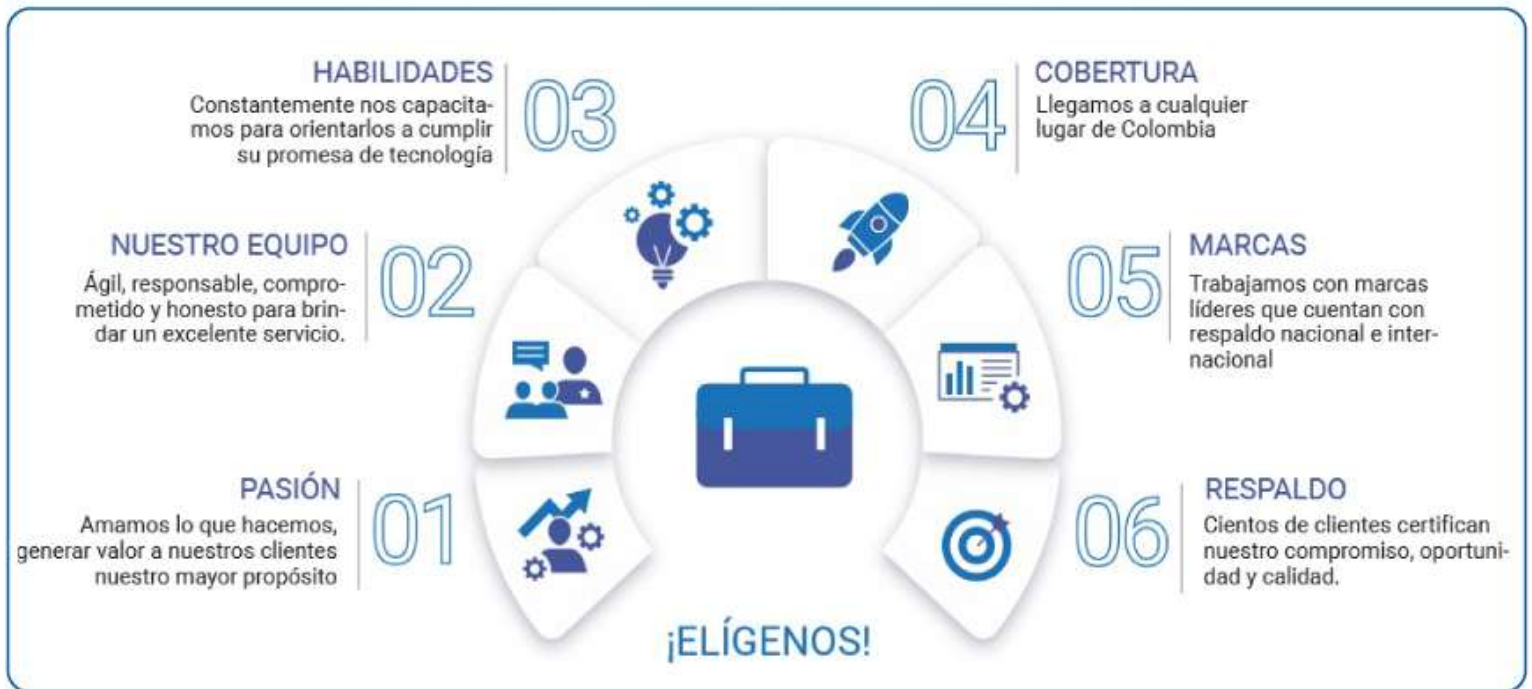 HABILIDADES
Constantemente nos capacita-
mos para orientarlos a cumplir
su promesa de tecnología
03
04
COBERTURA
Llegamos a cualquier
lugar de Colombia
NUESTRO EQUIPO
Ágil, responsable, compro-
metido y honesto para brin-
dar un excelente servicio.
02
05
MARCAS
Trabajamos con marcas
líderes que cuentan con
respaldo nacional e inter-
nacional
PASIÓN
Amamos lo que hacemos,
generar valor a nuestros clientes
nuestro mayor propósito
01
06
RESPALDO
Cientos de clientes certifican
nuestro compromiso, oportuni-
dad y calidad.
¡ELÍGENOS!